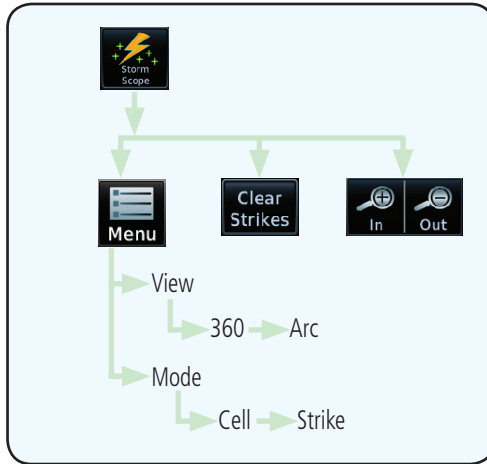 Storm
Scope
Menu
Clear
Strikes
In
Out
View
360
Arc
Mode
Cell
Strike